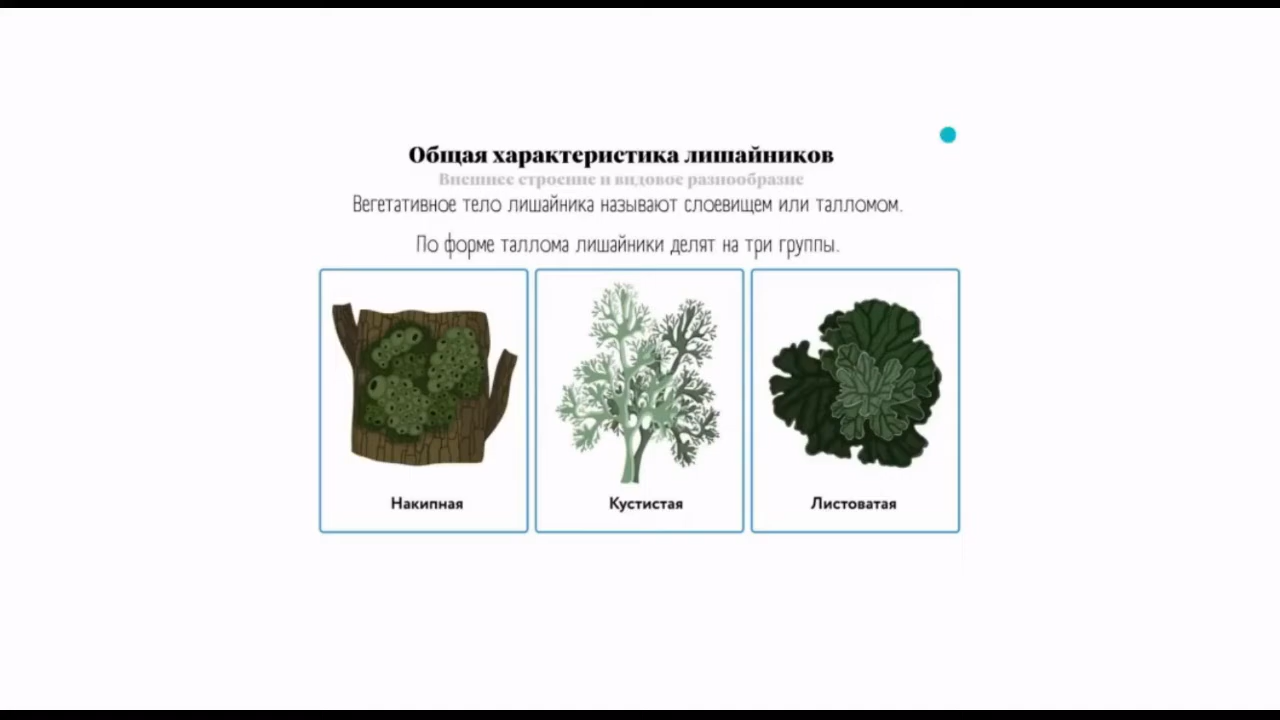 Общая характеристика лишайников
Внешнее строение и видовое разнообразие
Вегетативное тело лишайника называют слоевищем или талломом.
По форме таллома лишайники делят на три группы.
Накипная
Кустистая
Листоватая